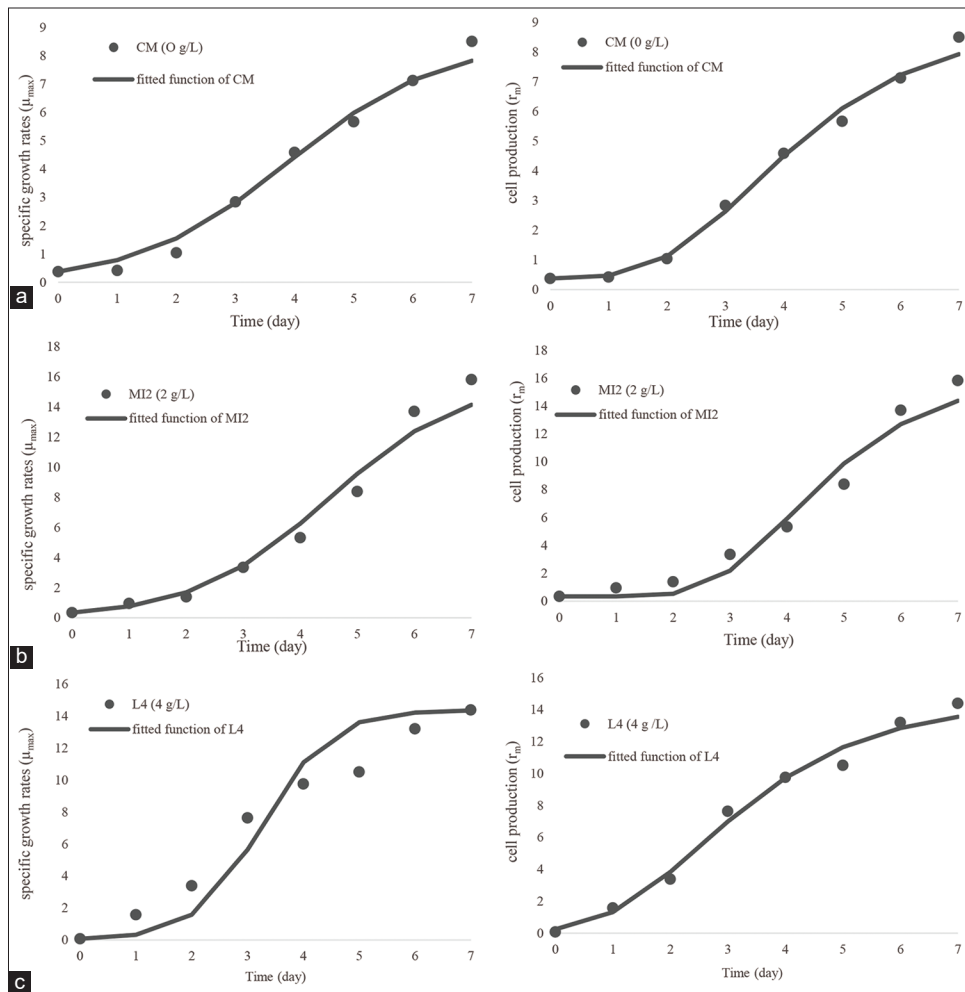 9
8
7
6
5
4
3
2
1
0
CM (O g/L)
fitted function of CM
specific growth rates (μmax)
0 1 2 3 4 5 6 7
Time (day)
a
9
8
7
6
5
4
3
2
1
0
CM (0 g/L)
fitted function of CM
cell production (rm)
0 1 2 3 4 5 6 7
Time (day)
18
16
14
12
10
8
6
4
2
0
MI2 (2 g/L)
fitted function of MI2
specific growth rates (μmax)
0 1 2 3 4 5 6 7
Time (day)
b
18
16
14
12
10
8
6
4
2
0
MI2 (2 g/L)
fitted function of MI2
cell production (rm)
0 1 2 3 4 5 6 7
Time (day)
16
14
12
10
8
6
4
2
0
L4 (4 g/L)
fitted function of L4
specific growth rates (μmax)
0 1 2 3 4 5 6 7
Time (day)
c
16
14
12
10
8
6
4
2
0
L4 (4 g /L)
fitted function of L4
cell production (rm)
0 1 2 3 4 5 6 7
Time (day)